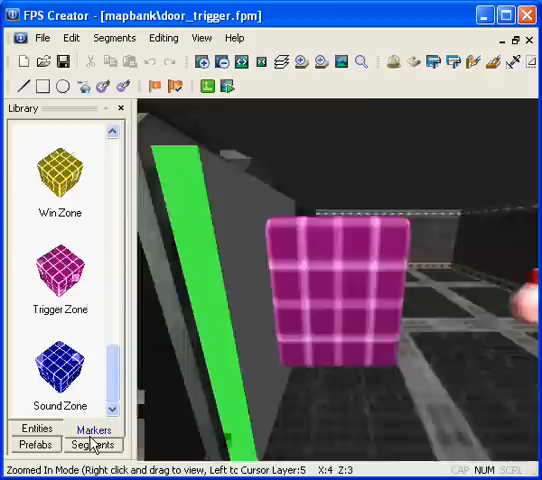 FPS Creator - [mapbank\door_trigger.fpm]
File Edit Segments Editing View Help
Library
Win Zone
Trigger Zone
Sound Zone
Entities Markers
Prefabs Segments
Zoomed In Mode (Right click and drag to view, Left to Cursor Layer:5 X:4 Z:3 CAP NUM SCRL